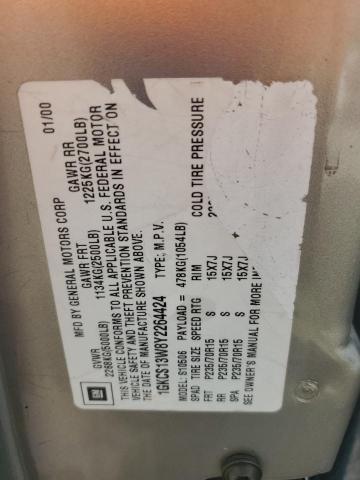 MFD BY GENERAL MOTORS CORP 01/00
GVWR GAWR FRT GAWR RR
2268KG(5000LB) 1134KG(2500LB) 1225KG(2700LB)
THIS VEHICLE CONFORMS TO ALL APPLICABLE U.S. FEDERAL MOTOR
VEHICLE SAFETY AND THEFT PREVENTION STANDARDS IN EFFECT ON
THE DATE OF MANUFACTURE SHOWN ABOVE.
1GKCS13W8Y2264424 TYPE: M.P.V.
MODEL: S10506 PAYLOAD = 478KG(1054LB)
SPAD TIRE SIZE SPEED RTG RIM COLD TIRE PRESSURE
FRT P235/70R15 S 15X7J
RR P235/70R15 S 15X7J
SPA P235/70R15 S 15X7J
SEE OWNER'S MANUAL FOR MORE
GM